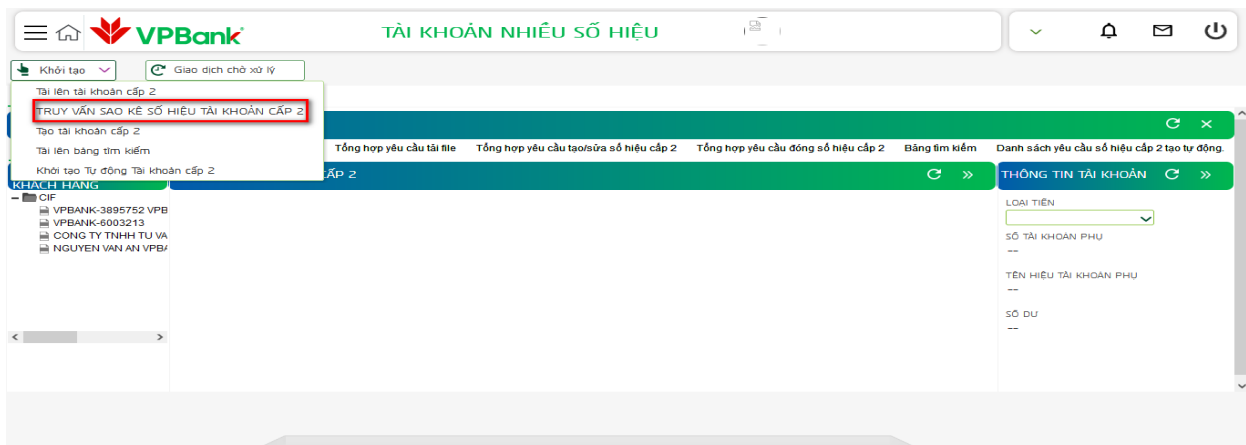 VPBank
TÀI KHOẢN NHIỀU SỐ HIỆU
Khởi tạo
Giao dịch chờ xử lý
Tải lên tài khoản cấp 2
TRUY VẤN SAO KÊ SỐ HIỆU TÀI KHOẢN CẤP 2
Tạo tài khoản cấp 2
Tải lên bảng tìm kiếm
Khởi tạo Tự động Tài khoản cấp 2
Tổng hợp yêu cầu tải file Tổng hợp yêu cầu tạo/sửa số hiệu cấp 2 Tổng hợp yêu cầu đóng số hiệu cấp 2 Bảng tìm kiếm Danh sách yêu cầu số hiệu cấp 2 tạo tự động.
KHÁCH HÀNG
CẤP 2
THÔNG TIN TÀI KHOẢN
CIF
VPBANK-3895752 VPB
VPBANK-6003213
CONG TY TNHH TU VA
NGUYEN VAN AN VPBA
LOẠI TIỀN
SỐ TÀI KHOẢN PHỤ
--
TÊN HIỆU TÀI KHOẢN PHỤ
--
SỐ DƯ
--